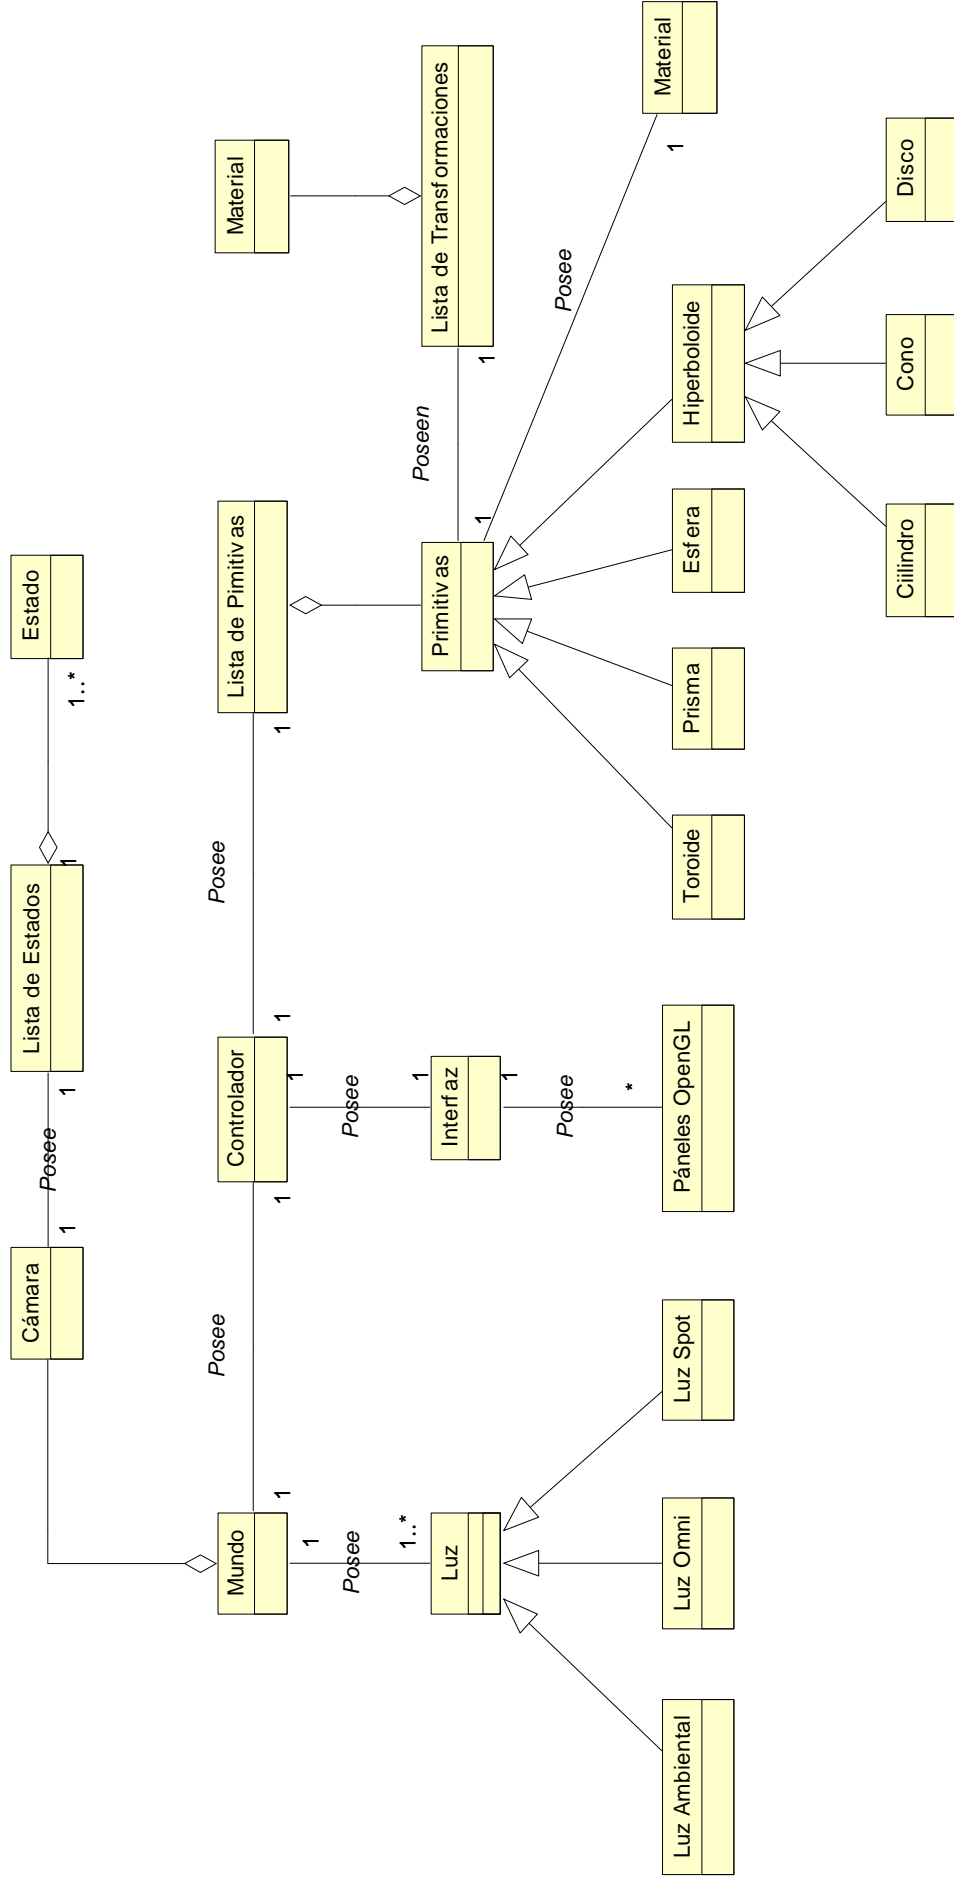 Cámara
Lista de Estados
Estado
Posee
1
1
1
1..*
Posee
Posee
Mundo
Controlador
Lista de Pimitivas
Material
1
1
1
1
1
1
Posee
Posee
1..*
1
Poseen
Luz
Interfaz
Primitivas
Lista de Transformaciones
1
1
1
Posee
Posee
*
Luz Ambiental
Luz Omni
Luz Spot
Páneles OpenGL
Toroide
Prisma
Esfera
Hiperboloide
1
Material
Ciilindro
Cono
Disco